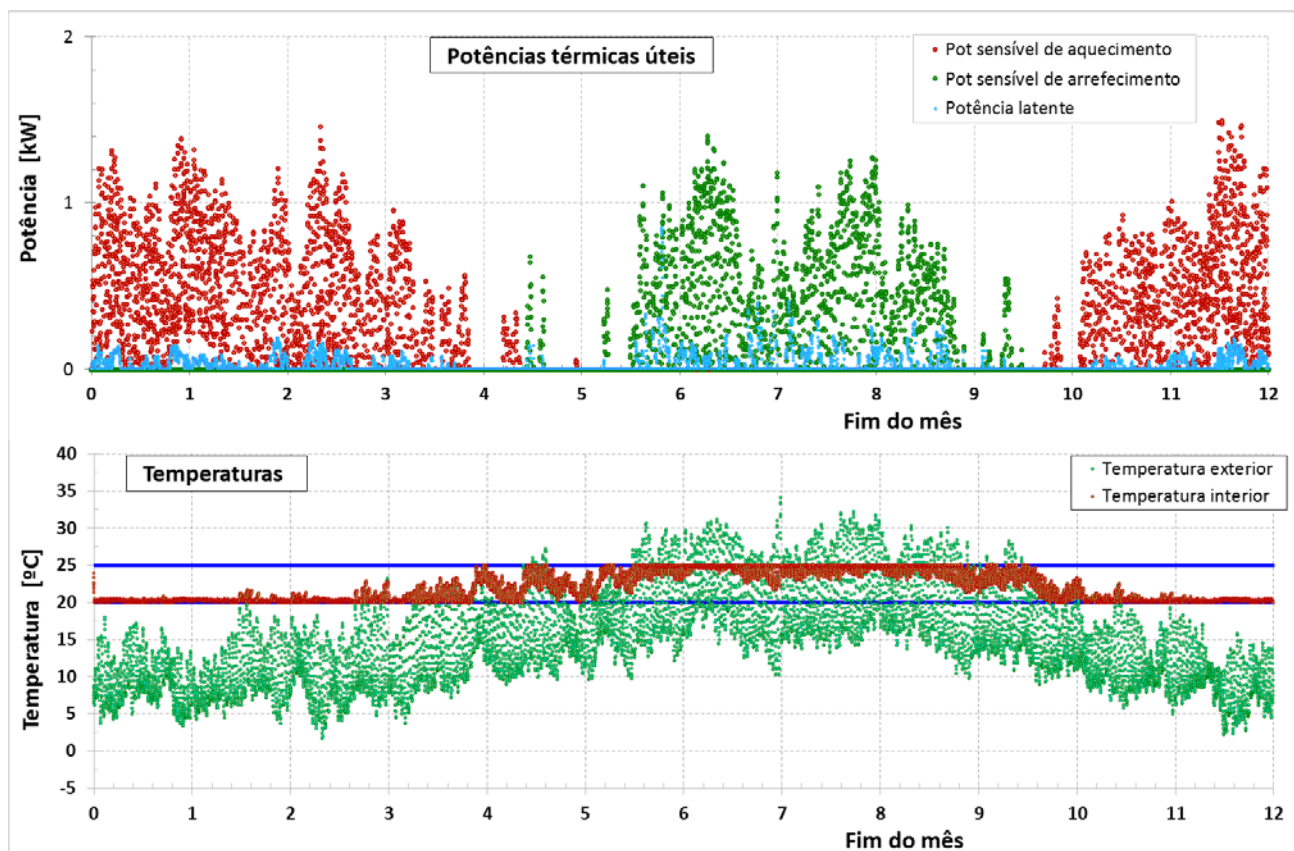 Potências térmicas úteis
Pot sensível de aquecimento
Pot sensível de arrefecimento
Potência latente
Potência [kW]
2
1
0
0 1 2 3 4 5 6 7 8 9 10 11 12
Fim do mês
Temperaturas
Temperatura exterior
Temperatura interior
Temperatura [ºC]
40
35
30
25
20
15
10
5
0
-5
0 1 2 3 4 5 6 7 8 9 10 11 12
Fim do mês